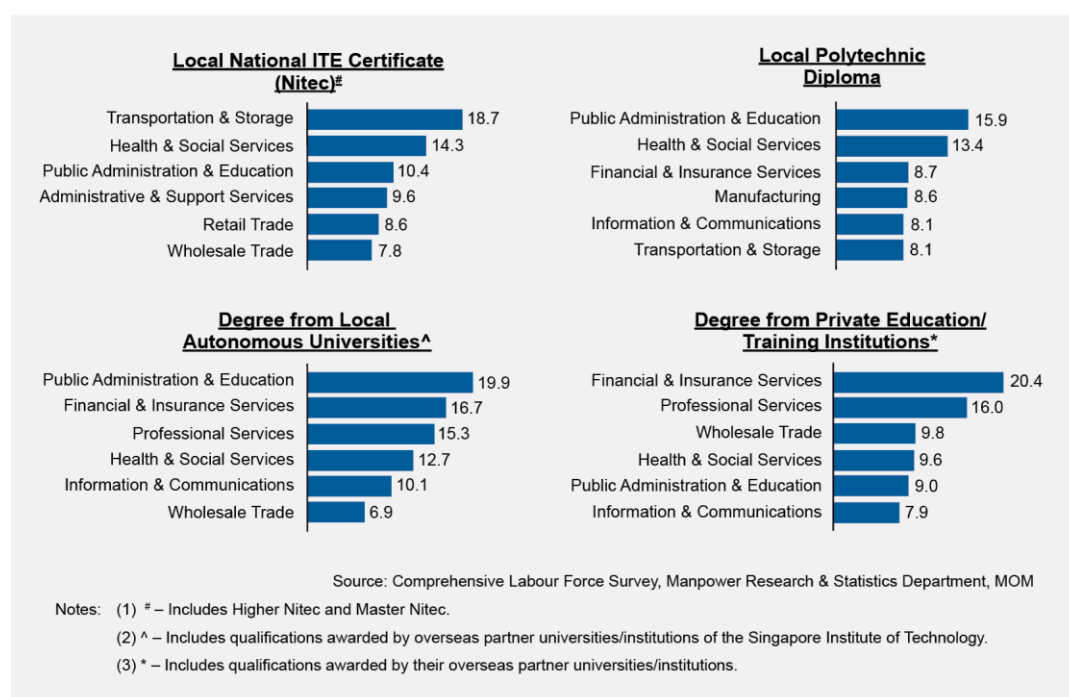 Local National ITE Certificate
(Nitec)#
Transportation & Storage 18.7
Health & Social Services 14.3
Public Administration & Education 10.4
Administrative & Support Services 9.6
Retail Trade 8.6
Wholesale Trade 7.8
Local Polytechnic
Diploma
Public Administration & Education 15.9
Health & Social Services 13.4
Financial & Insurance Services 8.7
Manufacturing 8.6
Information & Communications 8.1
Transportation & Storage 8.1
Degree from Local
Autonomous Universities^
Public Administration & Education 19.9
Financial & Insurance Services 16.7
Professional Services 15.3
Health & Social Services 12.7
Information & Communications 10.1
Wholesale Trade 6.9
Degree from Private Education/
Training Institutions*
Financial & Insurance Services 20.4
Professional Services 16.0
Wholesale Trade 9.8
Health & Social Services 9.6
Public Administration & Education 9.0
Information & Communications 7.9
Source: Comprehensive Labour Force Survey, Manpower Research & Statistics Department, MOM
Notes: (1) # – Includes Higher Nitec and Master Nitec.
(2) ^ – Includes qualifications awarded by overseas partner universities/institutions of the Singapore Institute of Technology.
(3) * – Includes qualifications awarded by their overseas partner universities/institutions.